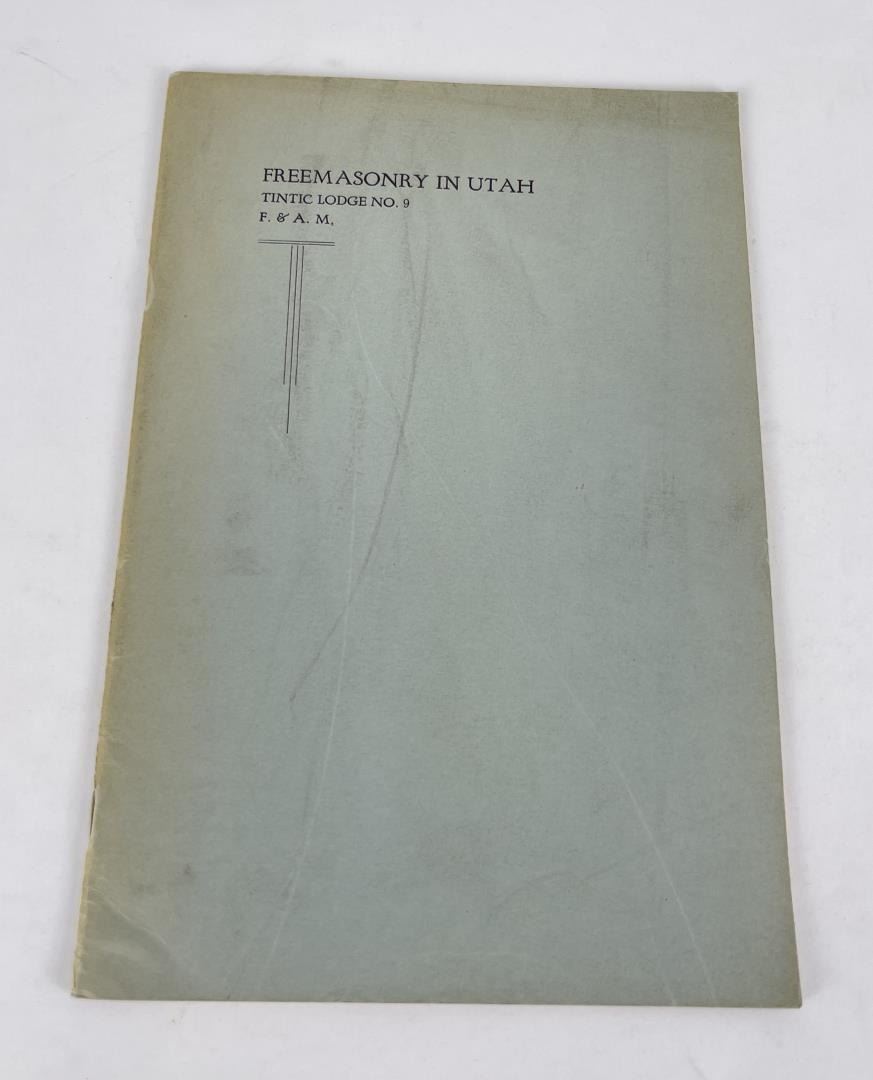 FREEMASONRY IN UTAH
TINTIC LODGE NO. 9
F. & A. M,